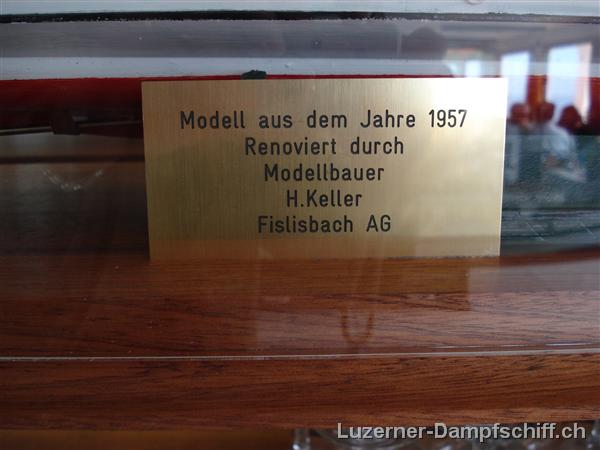 Modell aus dem Jahre 1957
Renoviert durch
Modellbauer
H.Keller
Fislisbach AG
Luzerner-Dampfschiff.ch